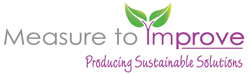 Measure to Improve
Producing Sustainable Solutions